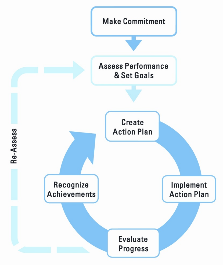 Make Commitment
Assess Performance
& Set Goals
Create
Action Plan
Re-Assess
Recognize
Achievements
Implement
Action Plan
Evaluate
Progress